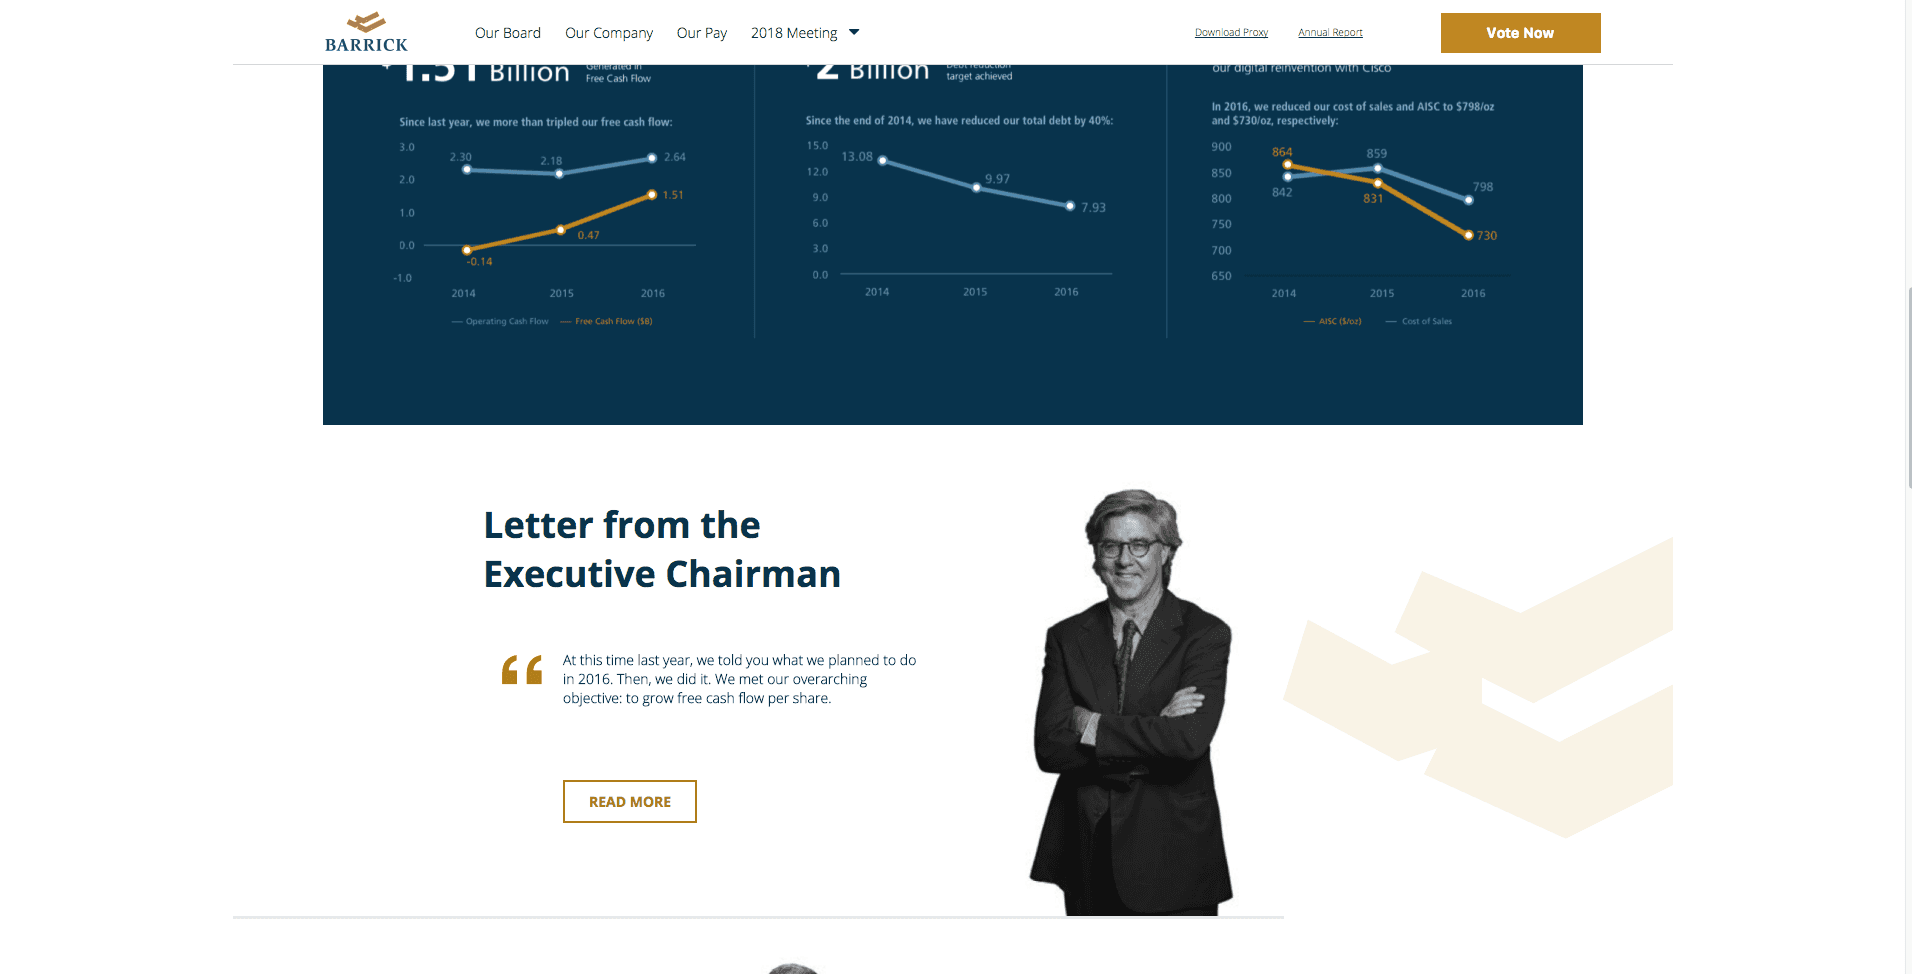 BARRICK
Our Board
Our Company
Our Pay
2018 Meeting
Download Proxy
Annual Report
Vote Now
1.51 Billion
Generated in
Free Cash Flow
Since last year, we more than tripled our free cash flow:
3.0
2.0
1.0
0.0
-1.0
2.30
2.18
2.64
-0.14
0.47
1.51
2014
2015
2016
Operating Cash Flow
Free Cash Flow ($B)
2 Billion
Debt reduction
target achieved
Since the end of 2014, we have reduced our total debt by 40%:
15.0
12.0
9.0
6.0
3.0
0.0
13.08
9.97
7.93
2014
2015
2016
our digital reinvention with Cisco
In 2016, we reduced our cost of sales and AISC to $798/oz
and $730/oz, respectively:
900
850
800
750
700
650
864
842
859
831
798
730
2014
2015
2016
AISC ($/oz)
Cost of Sales
Letter from the
Executive Chairman
“
At this time last year, we told you what we planned to do
in 2016. Then, we did it. We met our overarching
objective: to grow free cash flow per share.
READ MORE